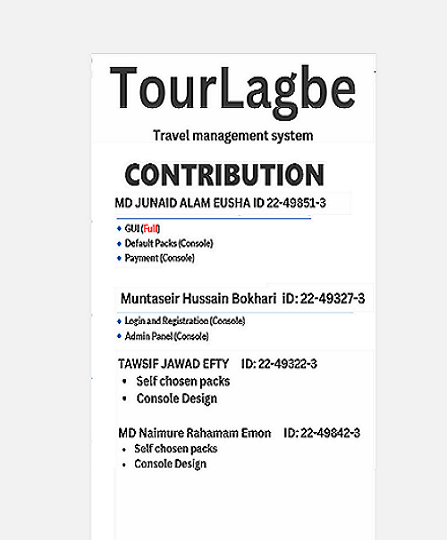 TourLagbe
Travel management system
CONTRIBUTION
MD JUNAID ALAM EUSHA ID 22-49851-3
GUI (Full)
Default Packs (Console)
Payment (Console)
Muntaseir Hussain Bokhari iD: 22-49327-3
Login and Registration (Console)
Admin Panel (Console)
TAWSIF JAWAD EFTY ID: 22-49322-3
• Self chosen packs
• Console Design
MD Naimure Rahamam Emon ID: 22-49842-3
• Self chosen packs
• Console Design